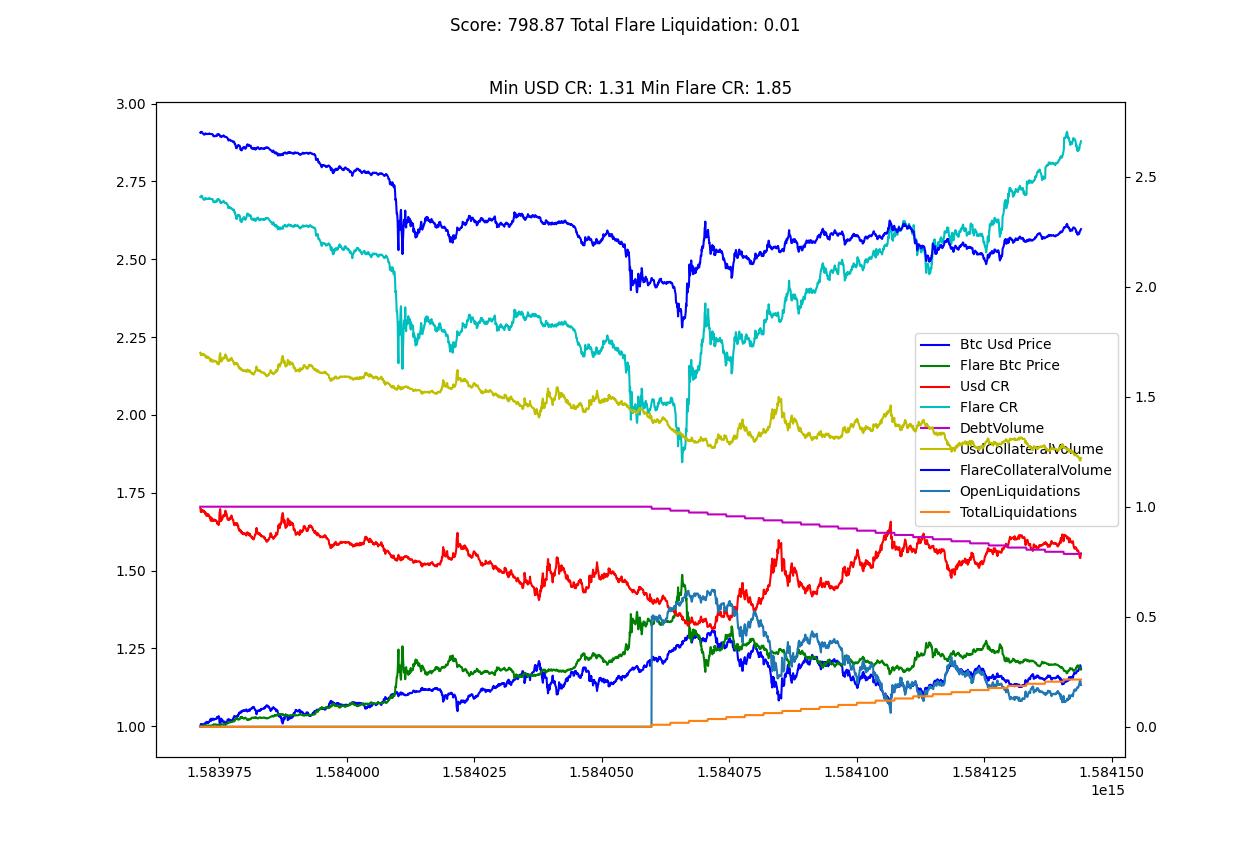 Score: 798.87 Total Flare Liquidation: 0.01
Min USD CR: 1.31 Min Flare CR: 1.85
3.00
2.75
2.50
2.25
2.00
1.75
1.50
1.25
1.00
2.5
2.0
1.5
1.0
0.5
0.0
Btc Usd Price
Flare Btc Price
Usd CR
Flare CR
DebtVolume
UsdCollateralVolume
FlareCollateralVolume
OpenLiquidations
TotalLiquidations
1.583975 1.584000 1.584025 1.584050 1.584075 1.584100 1.584125 1.584150
1e15